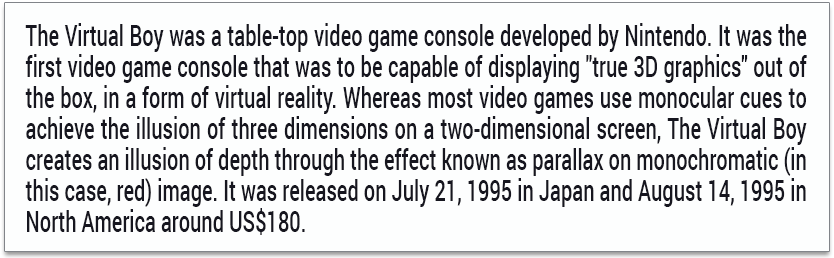 The Virtual Boy was a table-top video game console developed by Nintendo. It was the
first video game console that was to be capable of displaying "true 3D graphics" out of
the box, in a form of virtual reality. Whereas most video games use monocular cues to
achieve the illusion of three dimensions on a two-dimensional screen, The Virtual Boy
creates an illusion of depth through the effect known as parallax on monochromatic (in
this case, red) image. It was released on July 21, 1995 in Japan and August 14, 1995 in
North America around US$180.